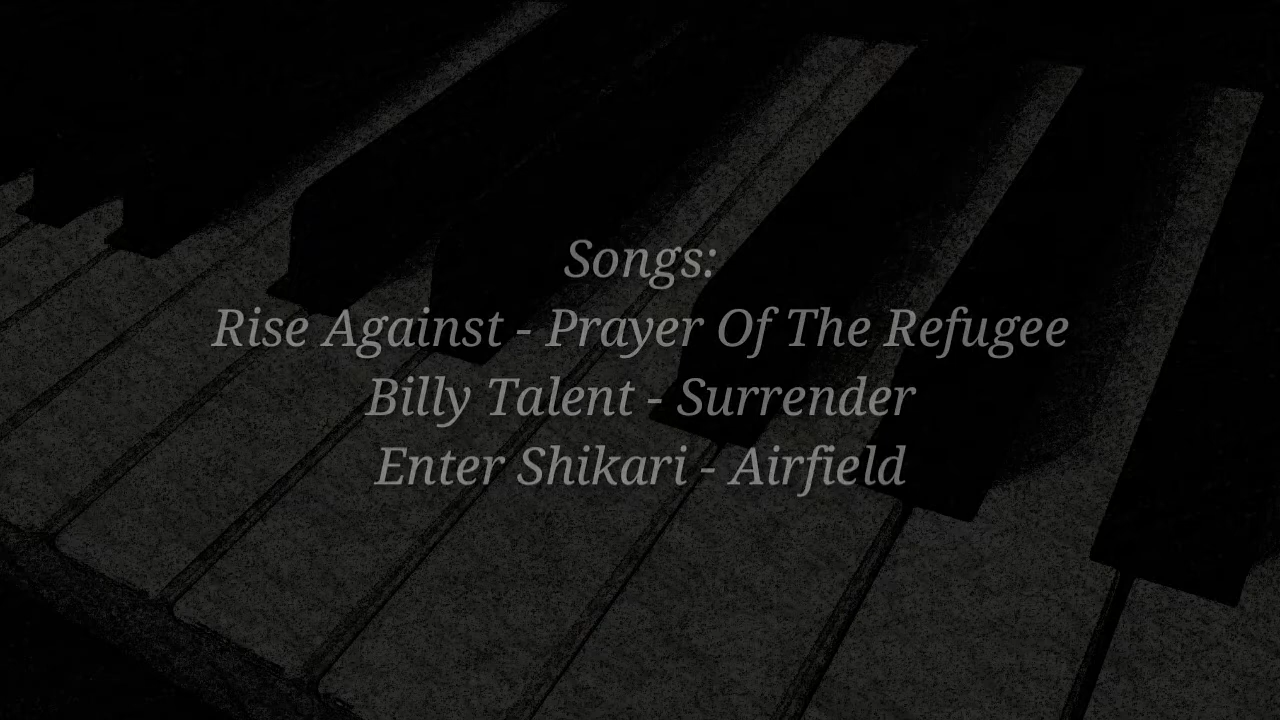 Songs:
Rise Against - Prayer Of The Refugee
Billy Talent - Surrender
Enter Shikari - Airfield